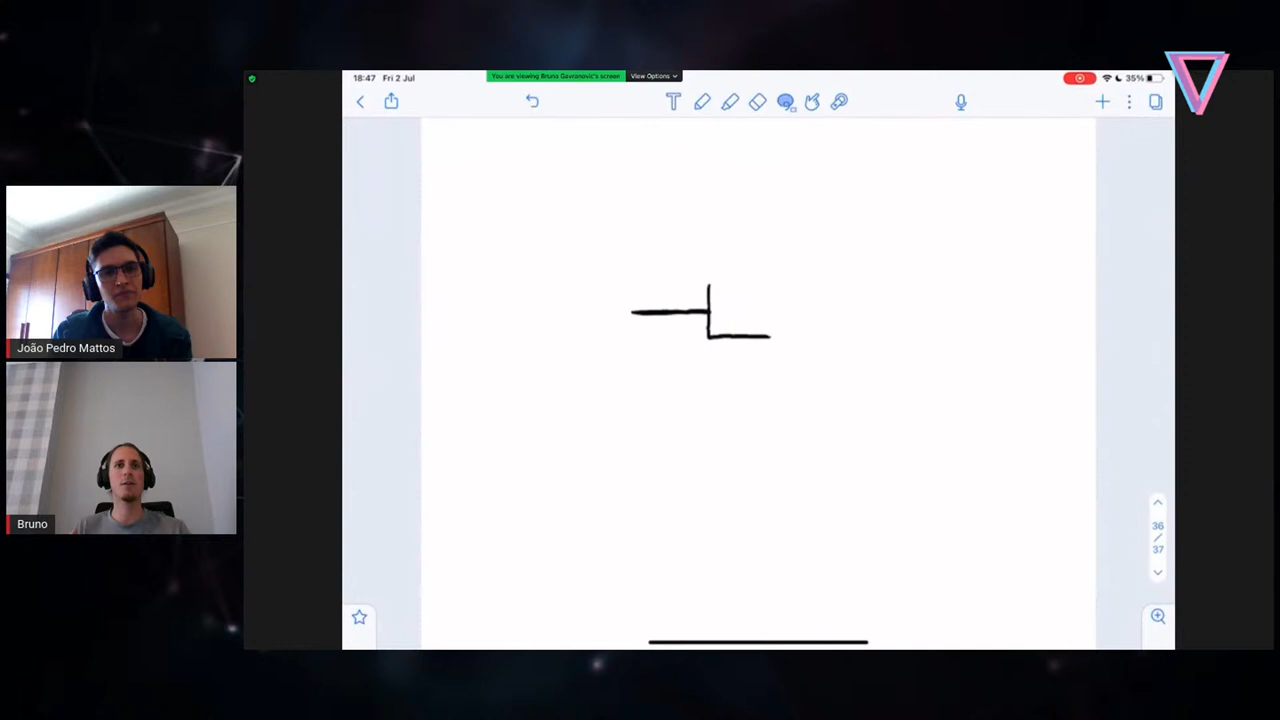 18:47 Fri 2 Jul
You are viewing Bruno Gavranovic's screen
View Options
35%
T
João Pedro Mattos
Bruno
36
/
37